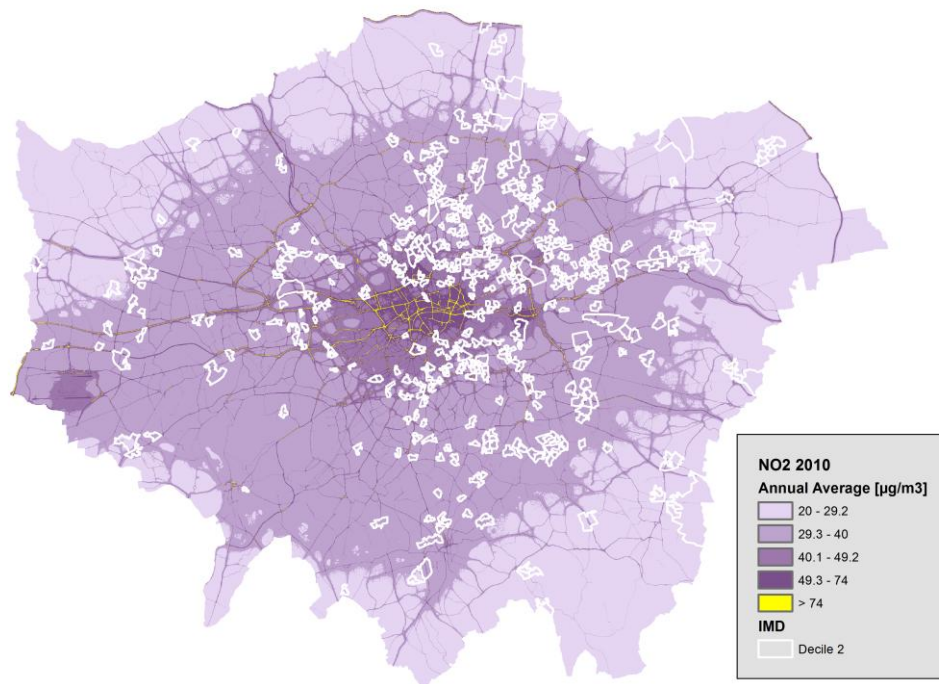 NO2 2010
Annual Average [µg/m3]
20 - 29.2
29.3 - 40
40.1 - 49.2
49.3 - 74
> 74
IMD
Decile 2